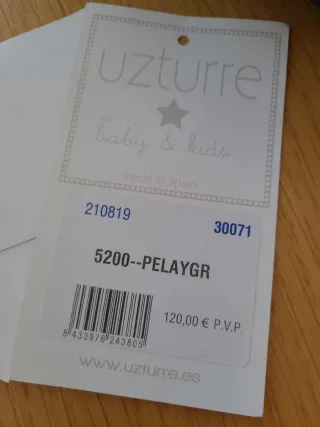 uzturre
baby & kids
made in Spain
210819 30071
5200--PELAYGR
120,00 € P.V.P.
8 433976 243805
www.uzturre.es